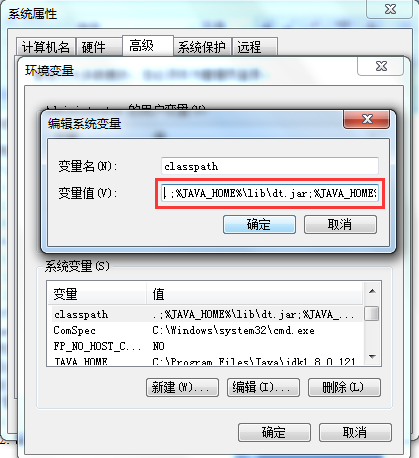 系统属性
计算机名 硬件 高级 系统保护 远程
环境变量
的用户变量(U)
编辑系统变量
变量名(N): classpath
变量值(V): .;%JAVA_HOME%\lib\dt.jar;%JAVA_HOME%
确定 取消
系统变量(S)
变量 值
classpath .;%JAVA_HOME%\lib\dt.jar;%JAVA_...
ComSpec C:\Windows\system32\cmd.exe
FP_NO_HOST_C... NO
JAVA_HOME C:\Program Files\Java\jdk1.8.0_121
新建(W)... 编辑(I)... 删除(L)
确定 取消